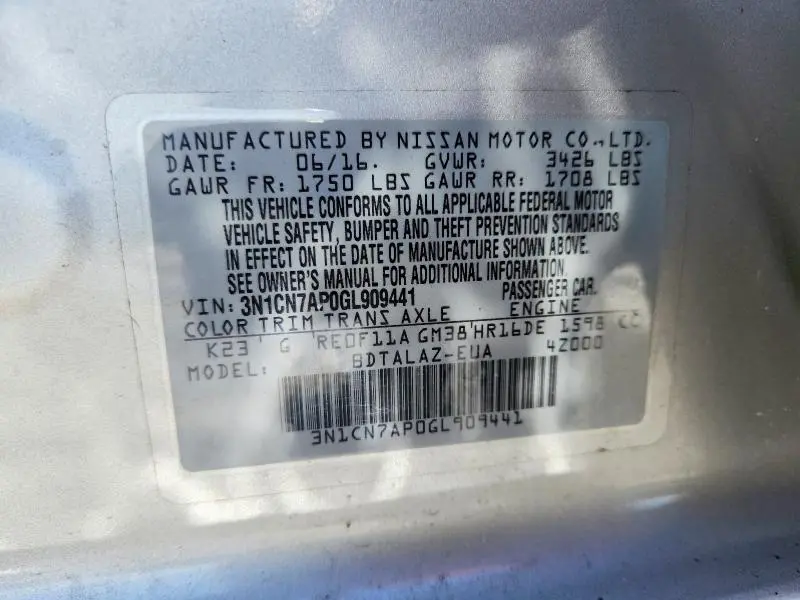 MANUFACTURED BY NISSAN MOTOR CO.,LTD.
DATE: 06/16. GVWR: 3426 LBS
GAWR FR: 1750 LBS GAWR RR: 1708 LBS
THIS VEHICLE CONFORMS TO ALL APPLICABLE FEDERAL MOTOR
VEHICLE SAFETY, BUMPER AND THEFT PREVENTION STANDARDS
IN EFFECT ON THE DATE OF MANUFACTURE SHOWN ABOVE.
SEE OWNER'S MANUAL FOR ADDITIONAL INFORMATION.
VIN: 3N1CN7AP0GL909441 PASSENGER CAR.
COLOR TRIM TRANS AXLE ENGINE
K23 G RE0F11A GM38 HR16DE 1598 CC
MODEL: BDTALAZ-EUA 4Z000
3N1CN7AP0GL909441